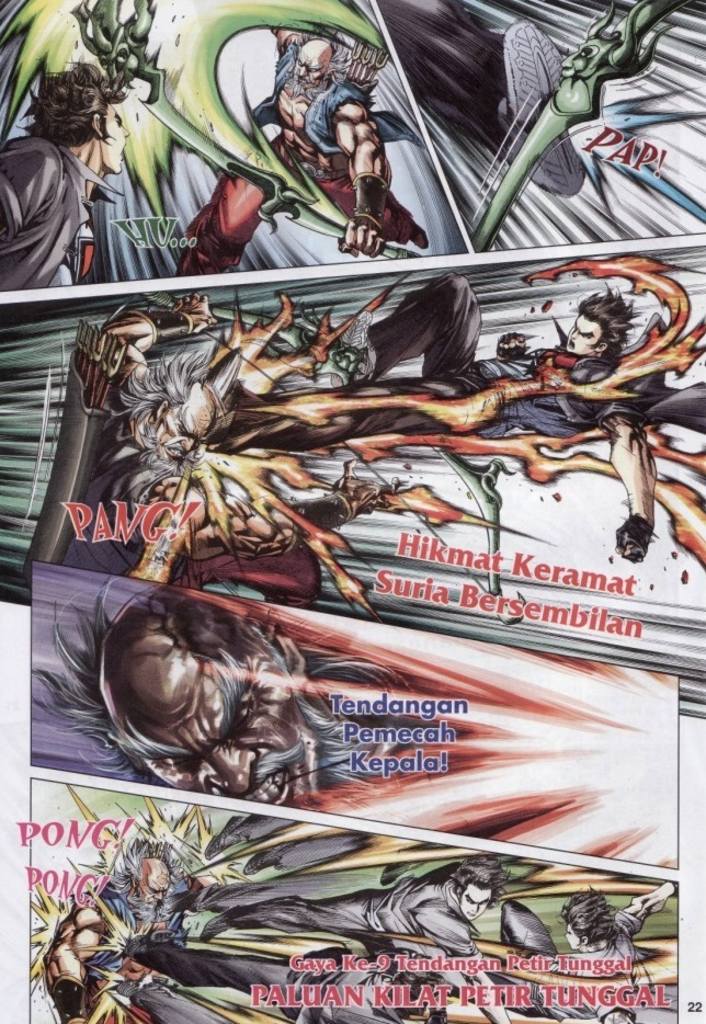 HU...
PAP!
PANG!
Hikmat Keramat
Suria Bersembilan
Tendangan
Pemecah
Kepala!
PONG!
PONG!
Gaya Ke-9 Tendangan Petir Tunggal
PALUAN KILAT PETIR TUNGGAL
22